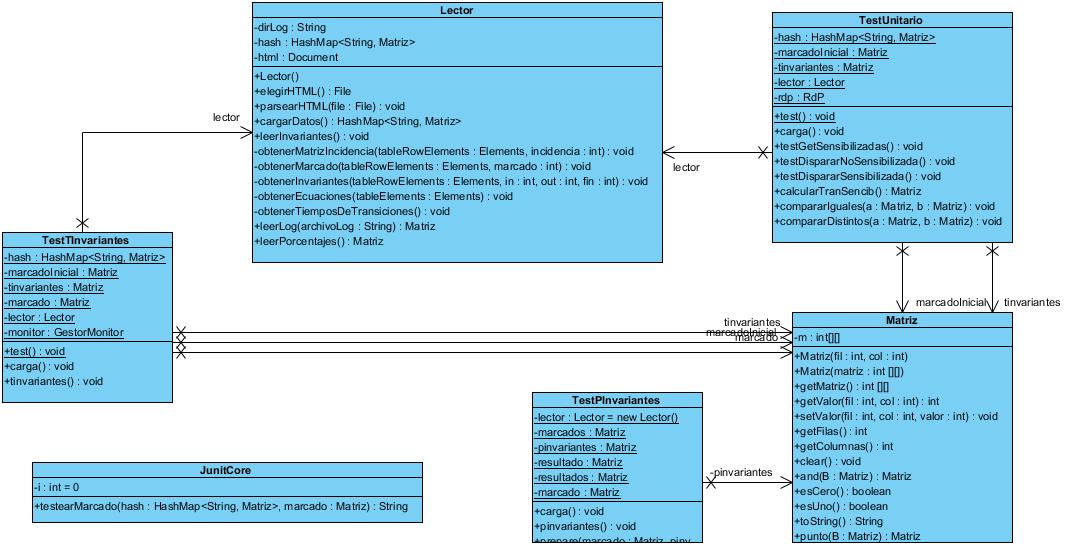 Lector
-dirLog : String
-hash : HashMap<String, Matriz>
-html : Document
+Lector()
+elegirHTML() : File
+parsearHTML(file : File) : void
+cargarDatos() : HashMap<String, Matriz>
+leerInvariantes() : void
-obtenerMatrizIncidencia(tableRowElements : Elements, incidencia : int) : void
-obtenerMarcado(tableRowElements : Elements, marcado : int) : void
-obtenerInvariantes(tableRowElements : Elements, in : int, out : int, fin : int) : void
-obtenerEcuaciones(tableElements : Elements) : void
-obtenerTiemposDeTransiciones() : void
+leerLog(archivoLog : String) : Matriz
+leerPorcentajes() : Matriz
TestUnitario
-hash : HashMap<String, Matriz>
-marcadoInicial : Matriz
-tinvariantes : Matriz
-lector : Lector
-rdp : RdP
+test() : void
+carga() : void
+testGetSensibilizadas() : void
+testDispararNoSensibilizada() : void
+testDispararSensibilizada() : void
+calcularTranSencib() : Matriz
+compararIguales(a : Matriz, b : Matriz) : void
+compararDistintos(a : Matriz, b : Matriz) : void
lector
lector
TestTInvariantes
-hash : HashMap<String, Matriz>
-marcadoInicial : Matriz
-tinvariantes : Matriz
-marcado : Matriz
-lector : Lector
-monitor : GestorMonitor
+test() : void
+carga() : void
+tinvariantes() : void
marcadoInicial
tinvariantes
tinvariantes
marcadoInicial
marcado
Matriz
-m : int[][]
+Matriz(fil : int, col : int)
+Matriz(matriz : int [][])
+getMatriz() : int [][]
+getValor(fil : int, col : int) : int
+setValor(fil : int, col : int, valor : int) : void
+getFilas() : int
+getColumnas() : int
+clear() : void
+and(B : Matriz) : Matriz
+esCero() : boolean
+esUno() : boolean
+toString() : String
+punto(B : Matriz) : Matriz
TestPInvariantes
-lector : Lector = new Lector()
-marcados : Matriz
-pinvariantes : Matriz
-resultado : Matriz
-resultados : Matriz
-marcado : Matriz
+carga() : void
+pinvariantes() : void
+prepare(marcado : Matriz, pinv
-pinvariantes
JunitCore
-i : int = 0
+testearMarcado(hash : HashMap<String, Matriz>, marcado : Matriz) : String